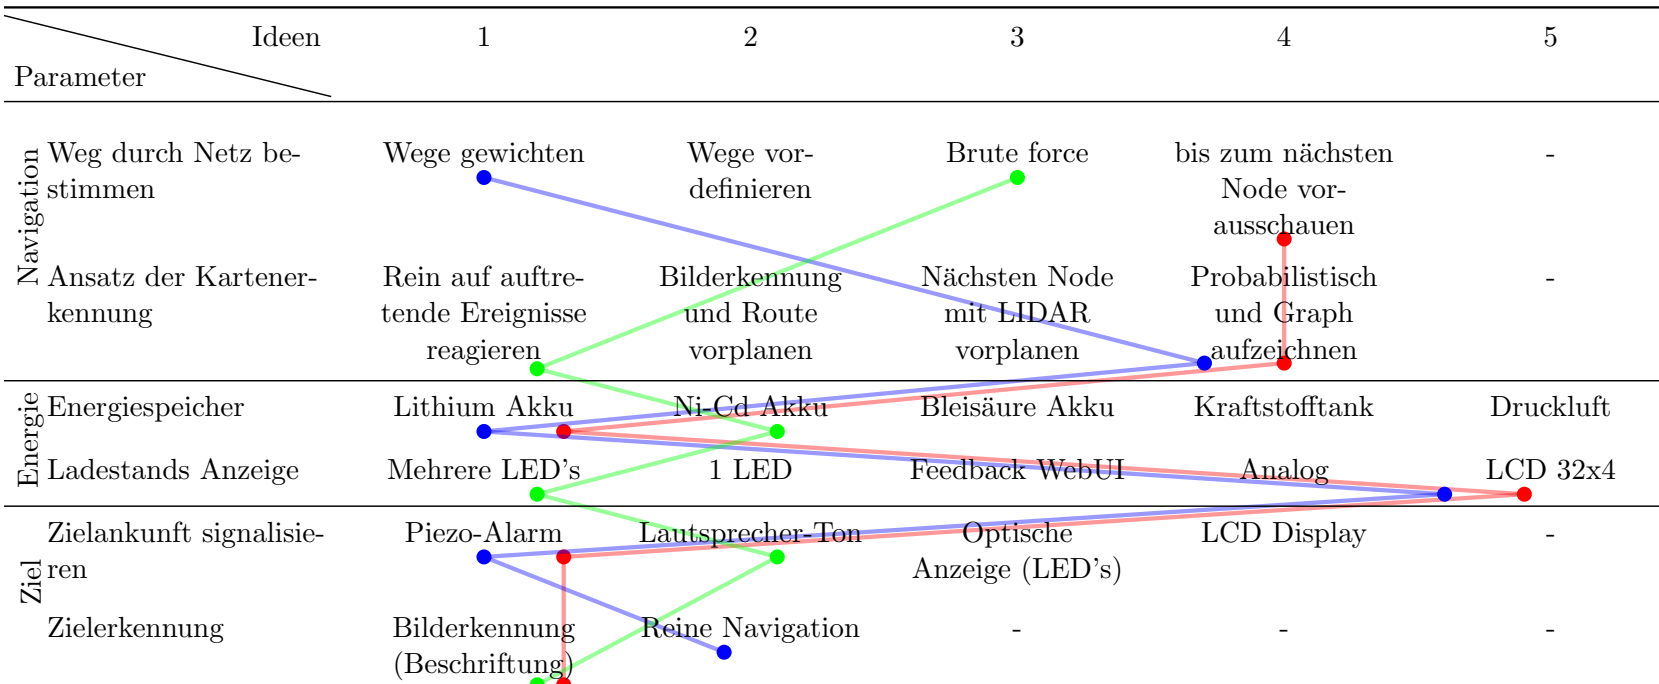 Ideen 1 2 3 4 5
Parameter
Navigation
Weg durch Netz be-
stimmen
Wege gewichten
Wege vor-
definieren
Brute force
bis zum nächsten
Node vor-
ausschauen
-
Ansatz der Kartener-
kennung
Rein auf auftre-
tende Ereignisse
reagieren
Bilderkennung
und Route
vorplanen
Nächsten Node
mit LIDAR
vorplanen
Probabilistisch
und Graph
aufzeichnen
-
Energie
Energiespeicher
Lithium Akku
Ni-Cd Akku
Bleisäure Akku
Kraftstofftank
Druckluft
Ladestands Anzeige
Mehrere LED's
1 LED
Feedback WebUI
Analog
LCD 32x4
Ziel
Zielankunft signalisie-
ren
Piezo-Alarm
Lautsprecher-Ton
Optische
Anzeige (LED's)
LCD Display
-
Zielerkennung
Bilderkennung
(Beschriftung)
Reine Navigation
-
-
-